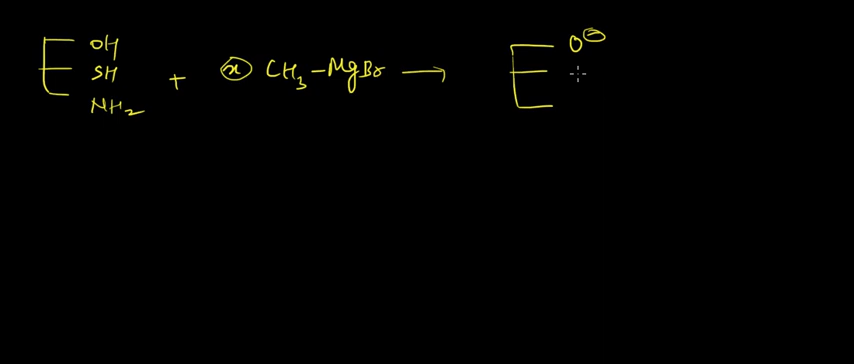 OH
SH
NH2
+ x CH3-MgBr → O⊖